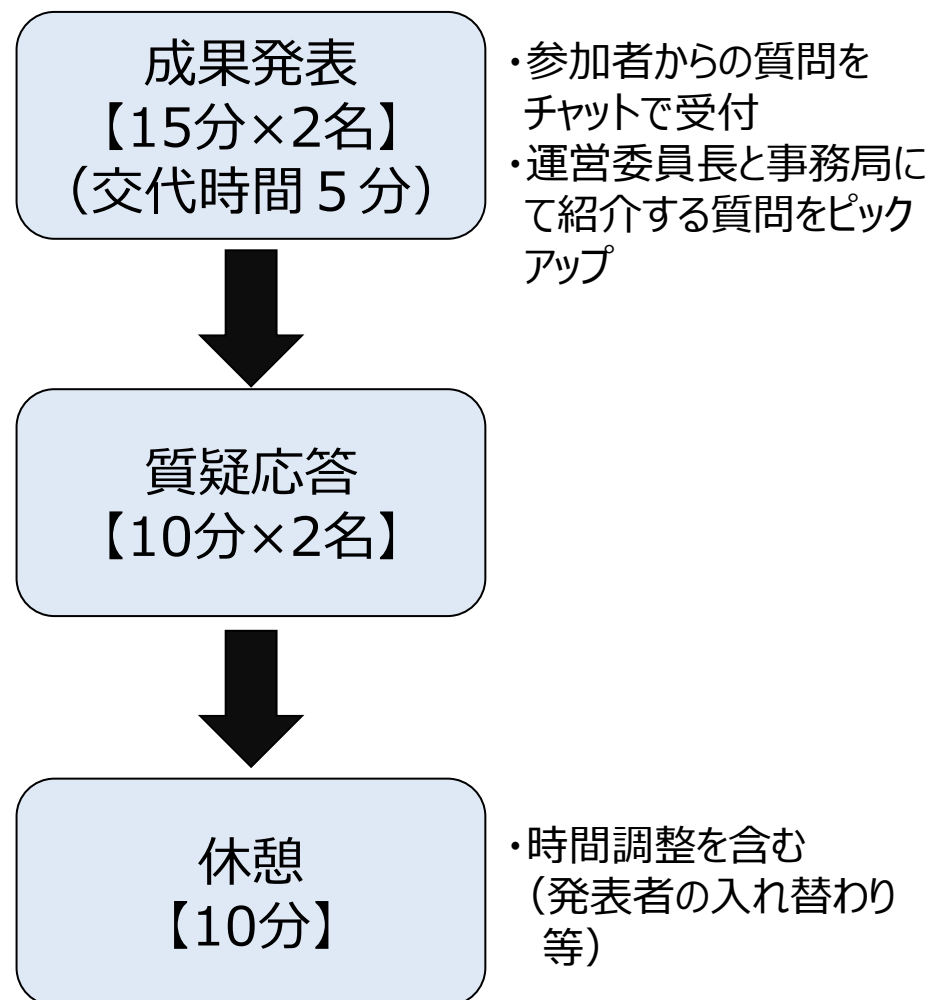 成果発表
【15分×2名】
（交代時間５分）
・参加者からの質問を
チャットで受付
・運営委員長と事務局に
て紹介する質問をピック
アップ
質疑応答
【10分×2名】
休憩
【10分】
・時間調整を含む
（発表者の入れ替わり
等）